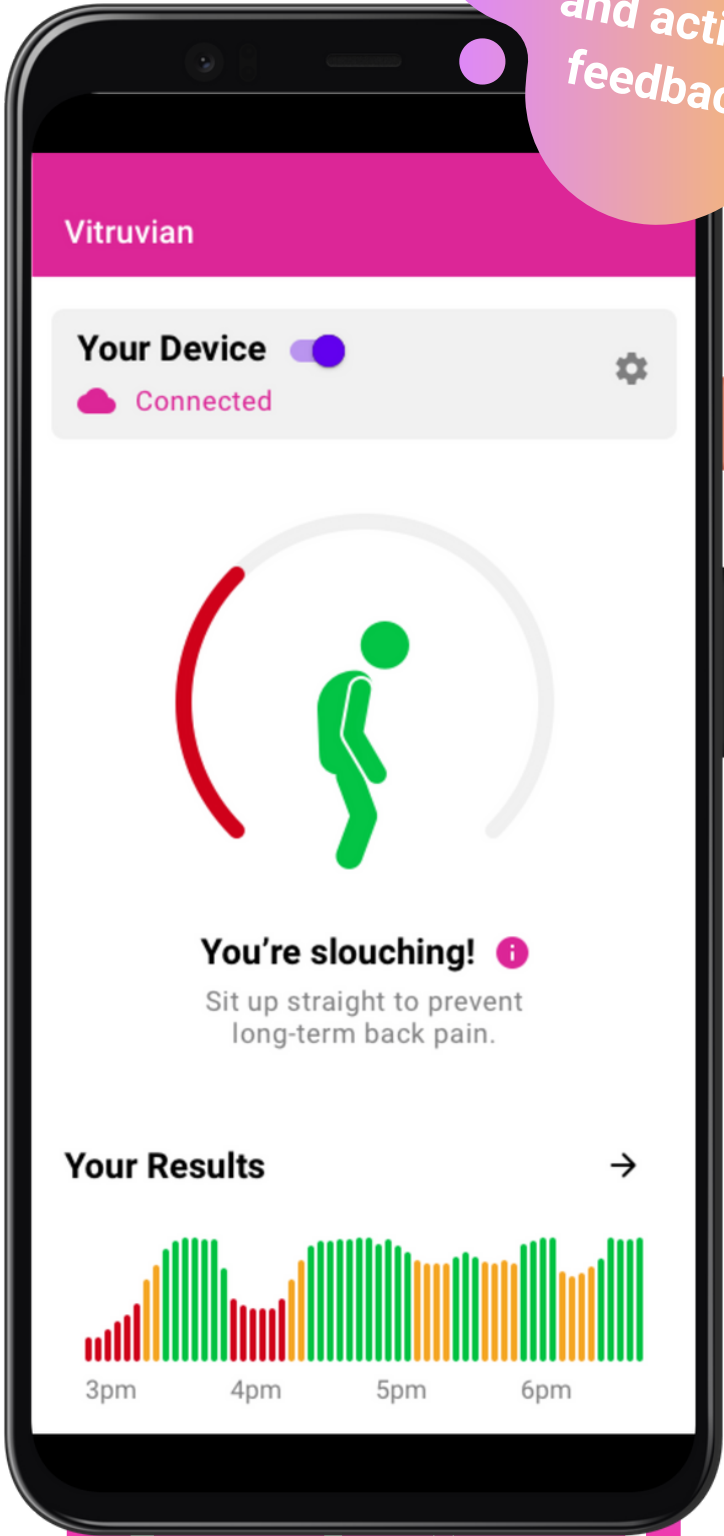 and
Vitruvian
Your Device
Connected
You're slouching!
Sit up straight to prevent
long-term back pain.
Your Results
3pm 4pm 5pm 6pm